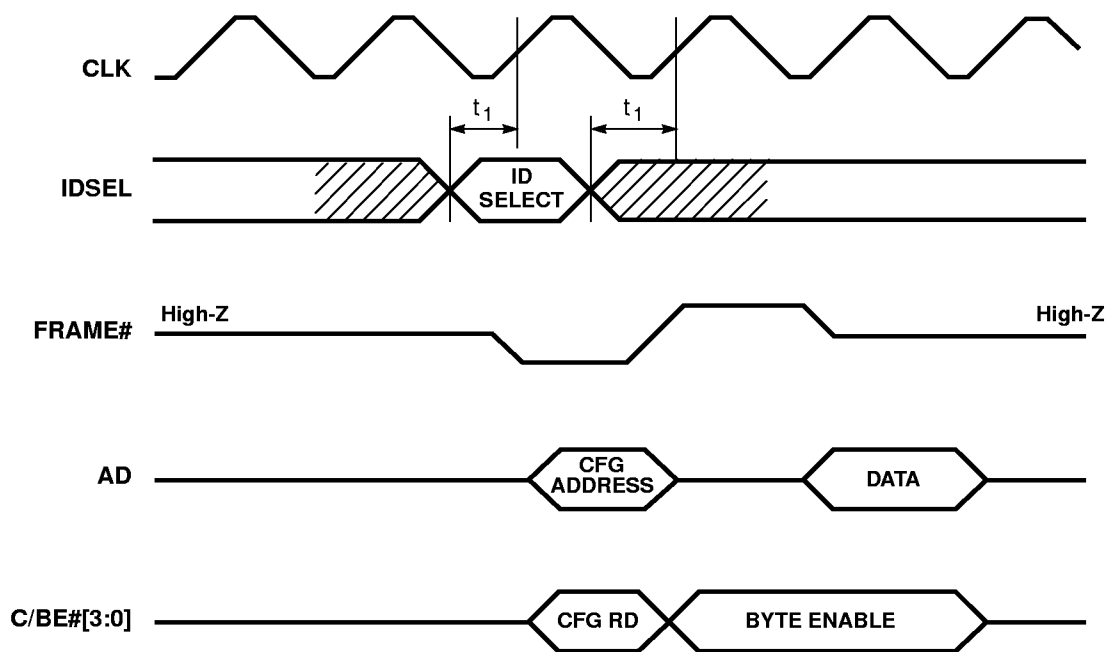 CLK
t1
t1
IDSEL
ID
SELECT
High-Z
High-Z
FRAME#
AD
CFG
ADDRESS
DATA
C/BE#[3:0]
CFG RD
BYTE ENABLE